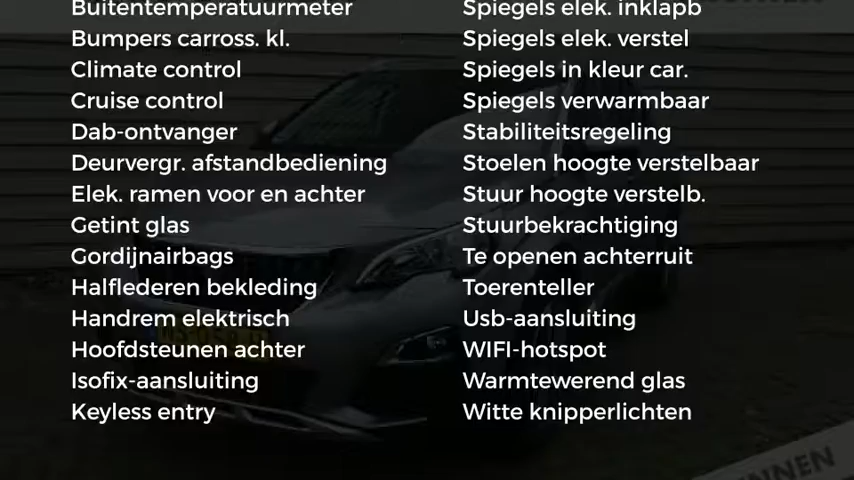 Buitentemperatuurmeter
Bumpers carross. kl.
Climate control
Cruise control
Dab-ontvanger
Deurvergr. afstandbediening
Elek. ramen voor en achter
Getint glas
Gordijnairbags
Halflederen bekleding
Handrem elektrisch
Hoofdsteunen achter
Isofix-aansluiting
Keyless entry
Spiegels elek. inklapb
Spiegels elek. verstel
Spiegels in kleur car.
Spiegels verwarmbaar
Stabiliteitsregeling
Stoelen hoogte verstelbaar
Stuur hoogte verstelb.
Stuurbekrachtiging
Te openen achterruit
Toerenteller
Usb-aansluiting
WIFI-hotspot
Warmtewerend glas
Witte knipperlichten